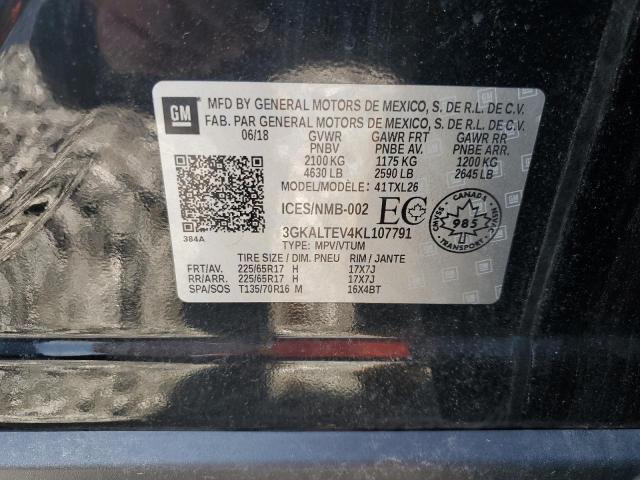 GM
MFD BY GENERAL MOTORS DE MEXICO, S. DE R.L. DE C.V.
FAB. PAR GENERAL MOTORS DE MEXICO, S. DE R.L. DE C.V.
06/18 GVWR GAWR FRT GAWR RR
PNBV PNBE AV. PNBE ARR.
2100 KG 1175 KG 1200 KG
4630 LB 2590 LB 2645 LB
MODEL/MODÈLE: 41TXL26
ICES/NMB-002 EC
384A
3GKALTEV4KL107791
TYPE: MPV/VTUM
CANADA
CMVSS 985 NSVAC
TIRE SIZE / DIM. PNEU RIM / JANTE
FRT/AV. 225/65R17 H 17X7J
RR/ARR. 225/65R17 H 17X7J
SPA/SOS T135/70R16 M 16X4BT